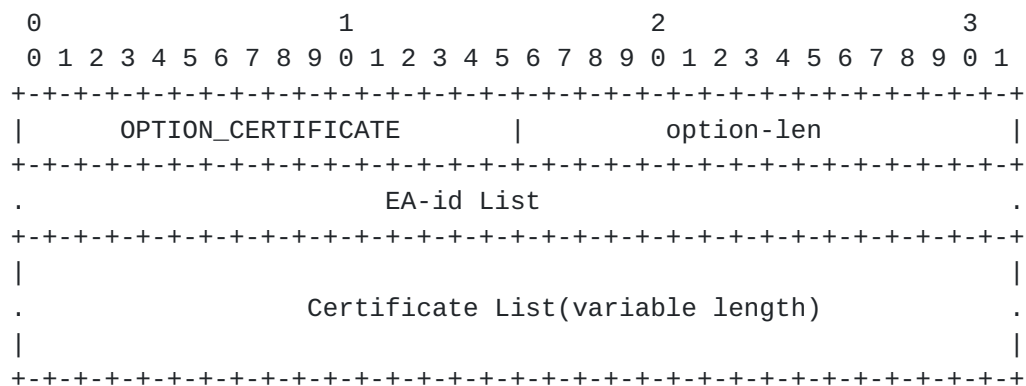 0                   1                   2                   3
 0 1 2 3 4 5 6 7 8 9 0 1 2 3 4 5 6 7 8 9 0 1 2 3 4 5 6 7 8 9 0 1
+-+-+-+-+-+-+-+-+-+-+-+-+-+-+-+-+-+-+-+-+-+-+-+-+-+-+-+-+-+-+-+-+
|      OPTION_CERTIFICATE       |         option-len            |
+-+-+-+-+-+-+-+-+-+-+-+-+-+-+-+-+-+-+-+-+-+-+-+-+-+-+-+-+-+-+-+-+
.                       EA-id List                              .
+-+-+-+-+-+-+-+-+-+-+-+-+-+-+-+-+-+-+-+-+-+-+-+-+-+-+-+-+-+-+-+-+
|                                                               |
.                  Certificate List(variable length)            .
|                                                               |
+-+-+-+-+-+-+-+-+-+-+-+-+-+-+-+-+-+-+-+-+-+-+-+-+-+-+-+-+-+-+-+-+